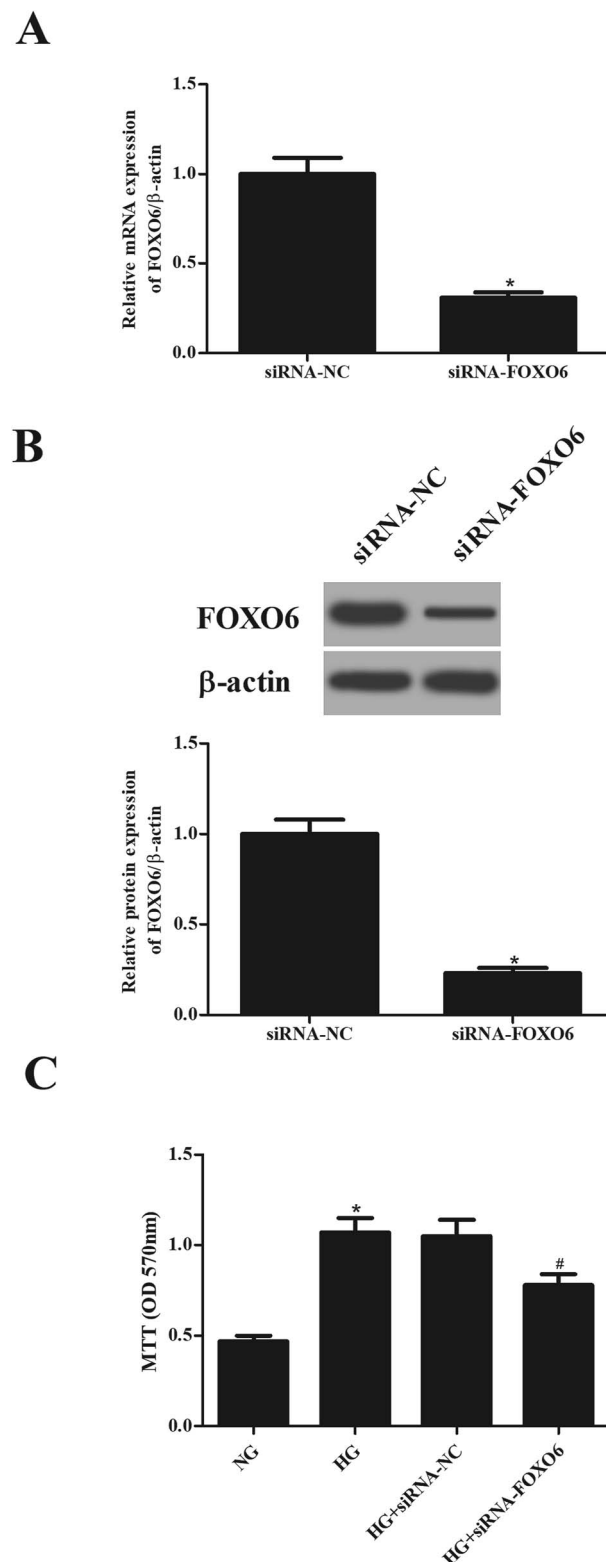 A
Relative mRNA expression
of FOXO6/β-actin
1.5
1.0
0.5
0.0
*
siRNA-NC
siRNA-FOXO6
B
siRNA-NC
siRNA-FOXO6
FOXO6
β-actin
Relative protein expression
of FOXO6/β-actin
1.5
1.0
0.5
0.0
*
siRNA-NC
siRNA-FOXO6
C
MTT (OD 570nm)
1.5
1.0
0.5
0.0
*
#
NG
HG
HG+siRNA-NC
HG+siRNA-FOXO6